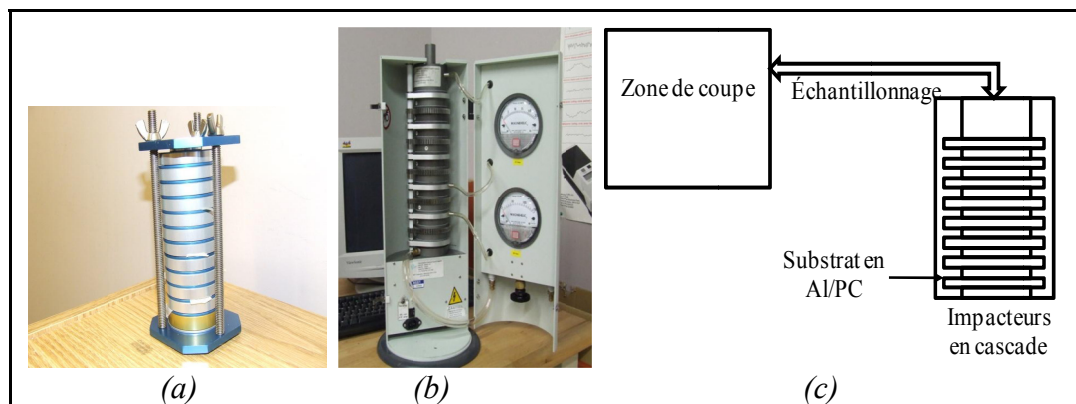 Zone de coupe
Échantillonnage
Substrat en
Al/PC
Impacteurs
en cascade
(a)
(b)
(c)